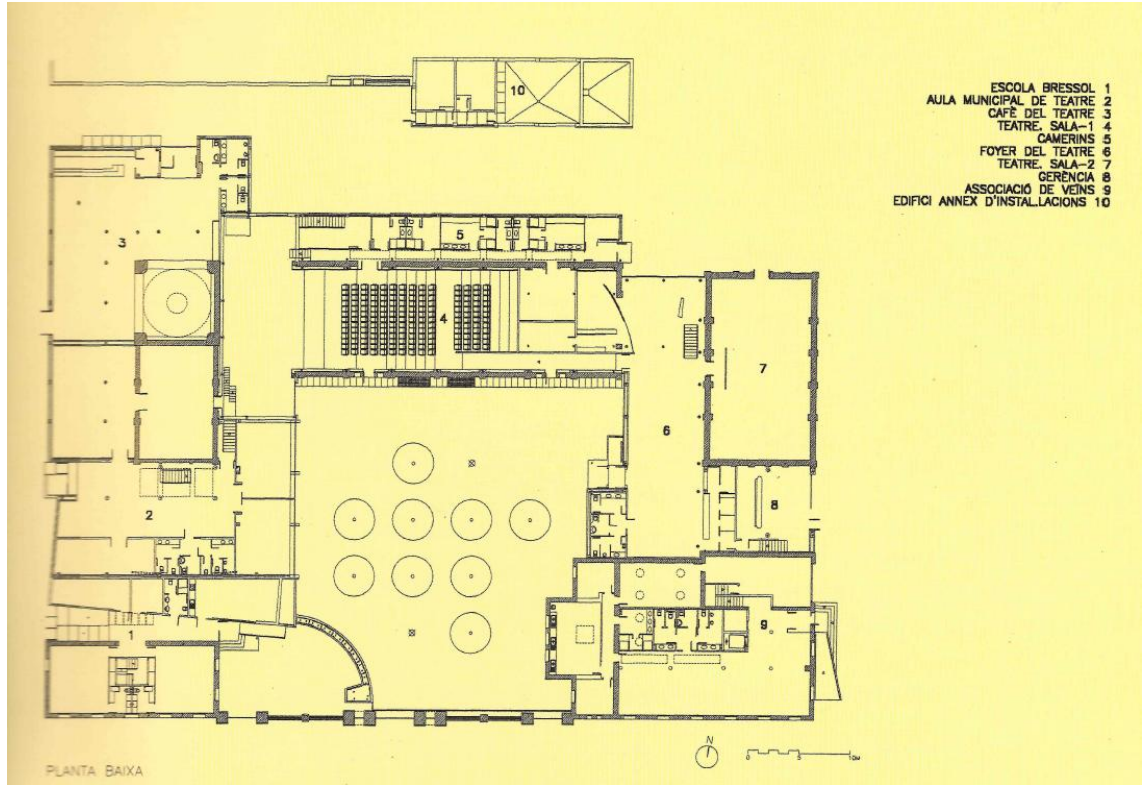 10
ESCOLA BRESSOL 1
AULA MUNICIPAL DE TEATRE 2
CAFÈ DEL TEATRE 3
TEATRE. SALA-1 4
CAMERINS 5
FOYER DEL TEATRE 6
TEATRE. SALA-2 7
GERÈNCIA 8
ASSOCIACIÓ DE VEÏNS 9
EDIFICI ANNEX D'INSTAL.LACIONS 10
5
3
4
7
6
8
2
9
1
N
0 5 10M
PLANTA BAIXA